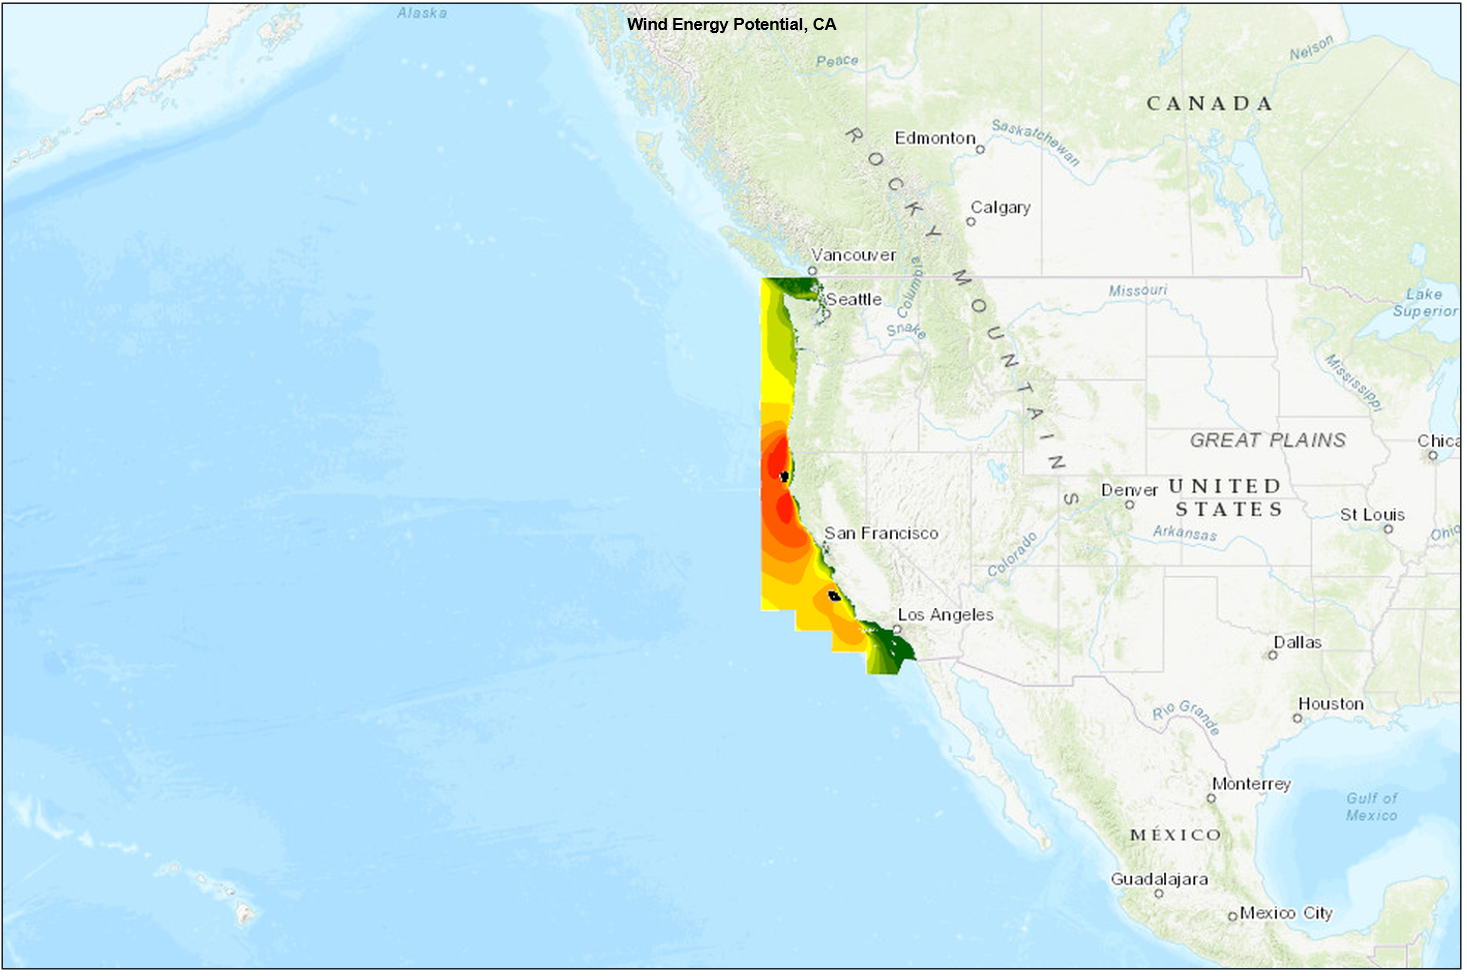 Alaska
Wind Energy Potential, CA
Peace
Nelson
CANADA
Edmonton
Saskatchewan
ROCKY MOUNTAINS
Calgary
Vancouver
Columbia
Seattle
Snake
Missouri
Lake
Superior
Mississippi
GREAT PLAINS
Chica
Denver
UNITED
STATES
St Louis
Arkansas
Ohio
San Francisco
Colorado
Los Angeles
Dallas
Houston
Rio Grande
Monterrey
Gulf of
Mexico
MÉXICO
Guadalajara
Mexico City